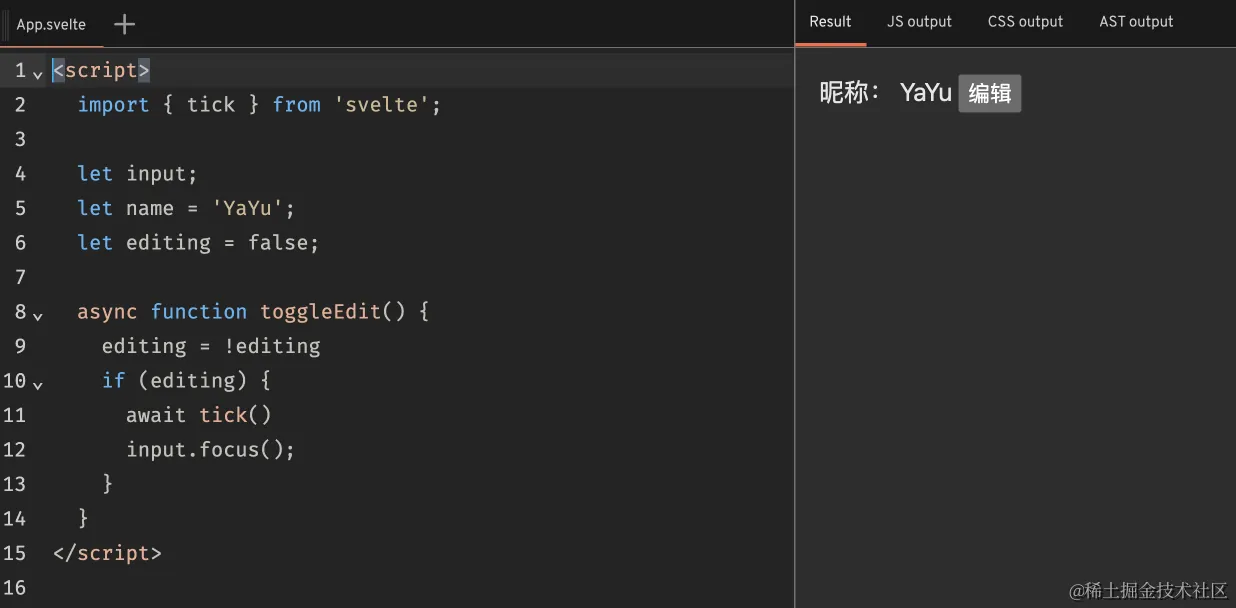 App.svelte +
Result JS output CSS output AST output
1 <script>
2 import { tick } from 'svelte';
3
4 let input;
5 let name = 'YaYu';
6 let editing = false;
7
8 async function toggleEdit() {
9 editing = !editing
10 if (editing) {
11 await tick()
12 input.focus();
13 }
14 }
15 </script>
16
昵称： YaYu 编辑
@稀土掘金技术社区